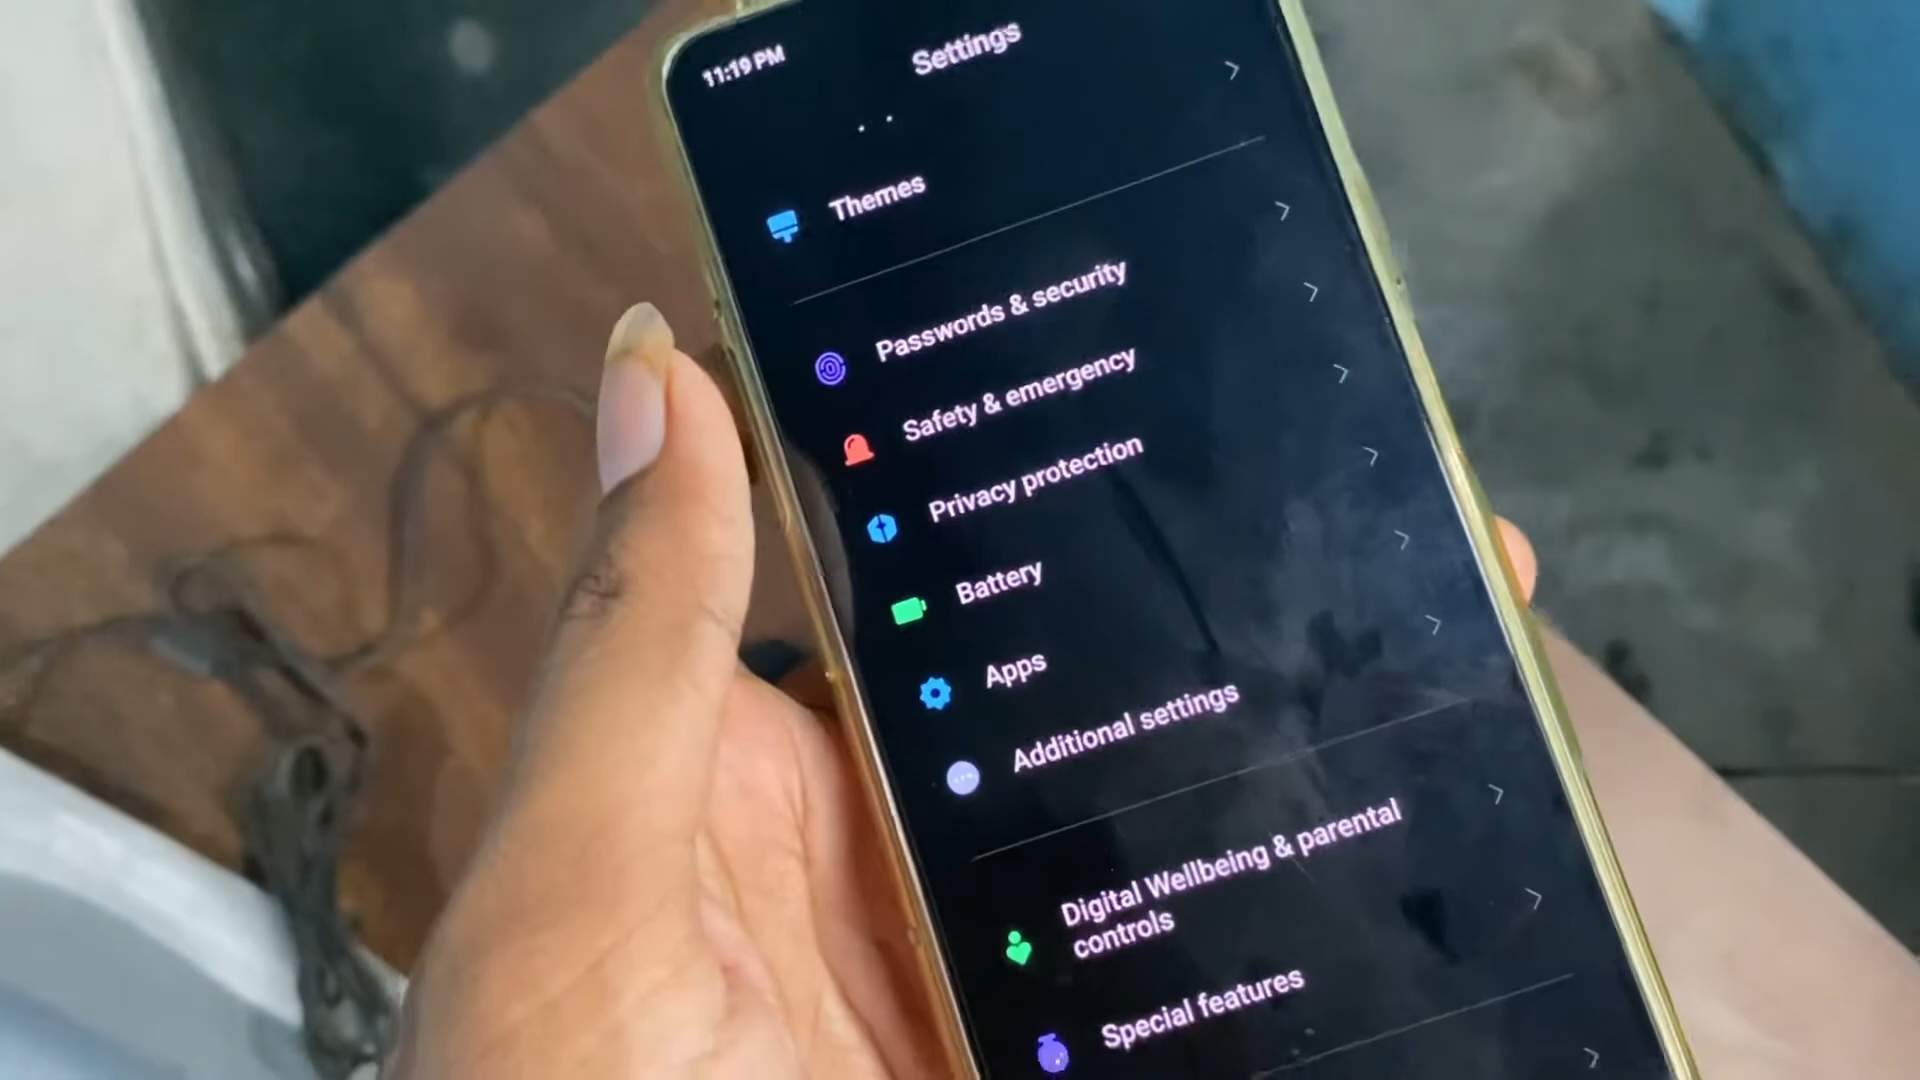 11:19 PM
Settings
Themes
Passwords & security
Safety & emergency
Privacy protection
Battery
Apps
Additional settings
Digital Wellbeing & parental
controls
Special features